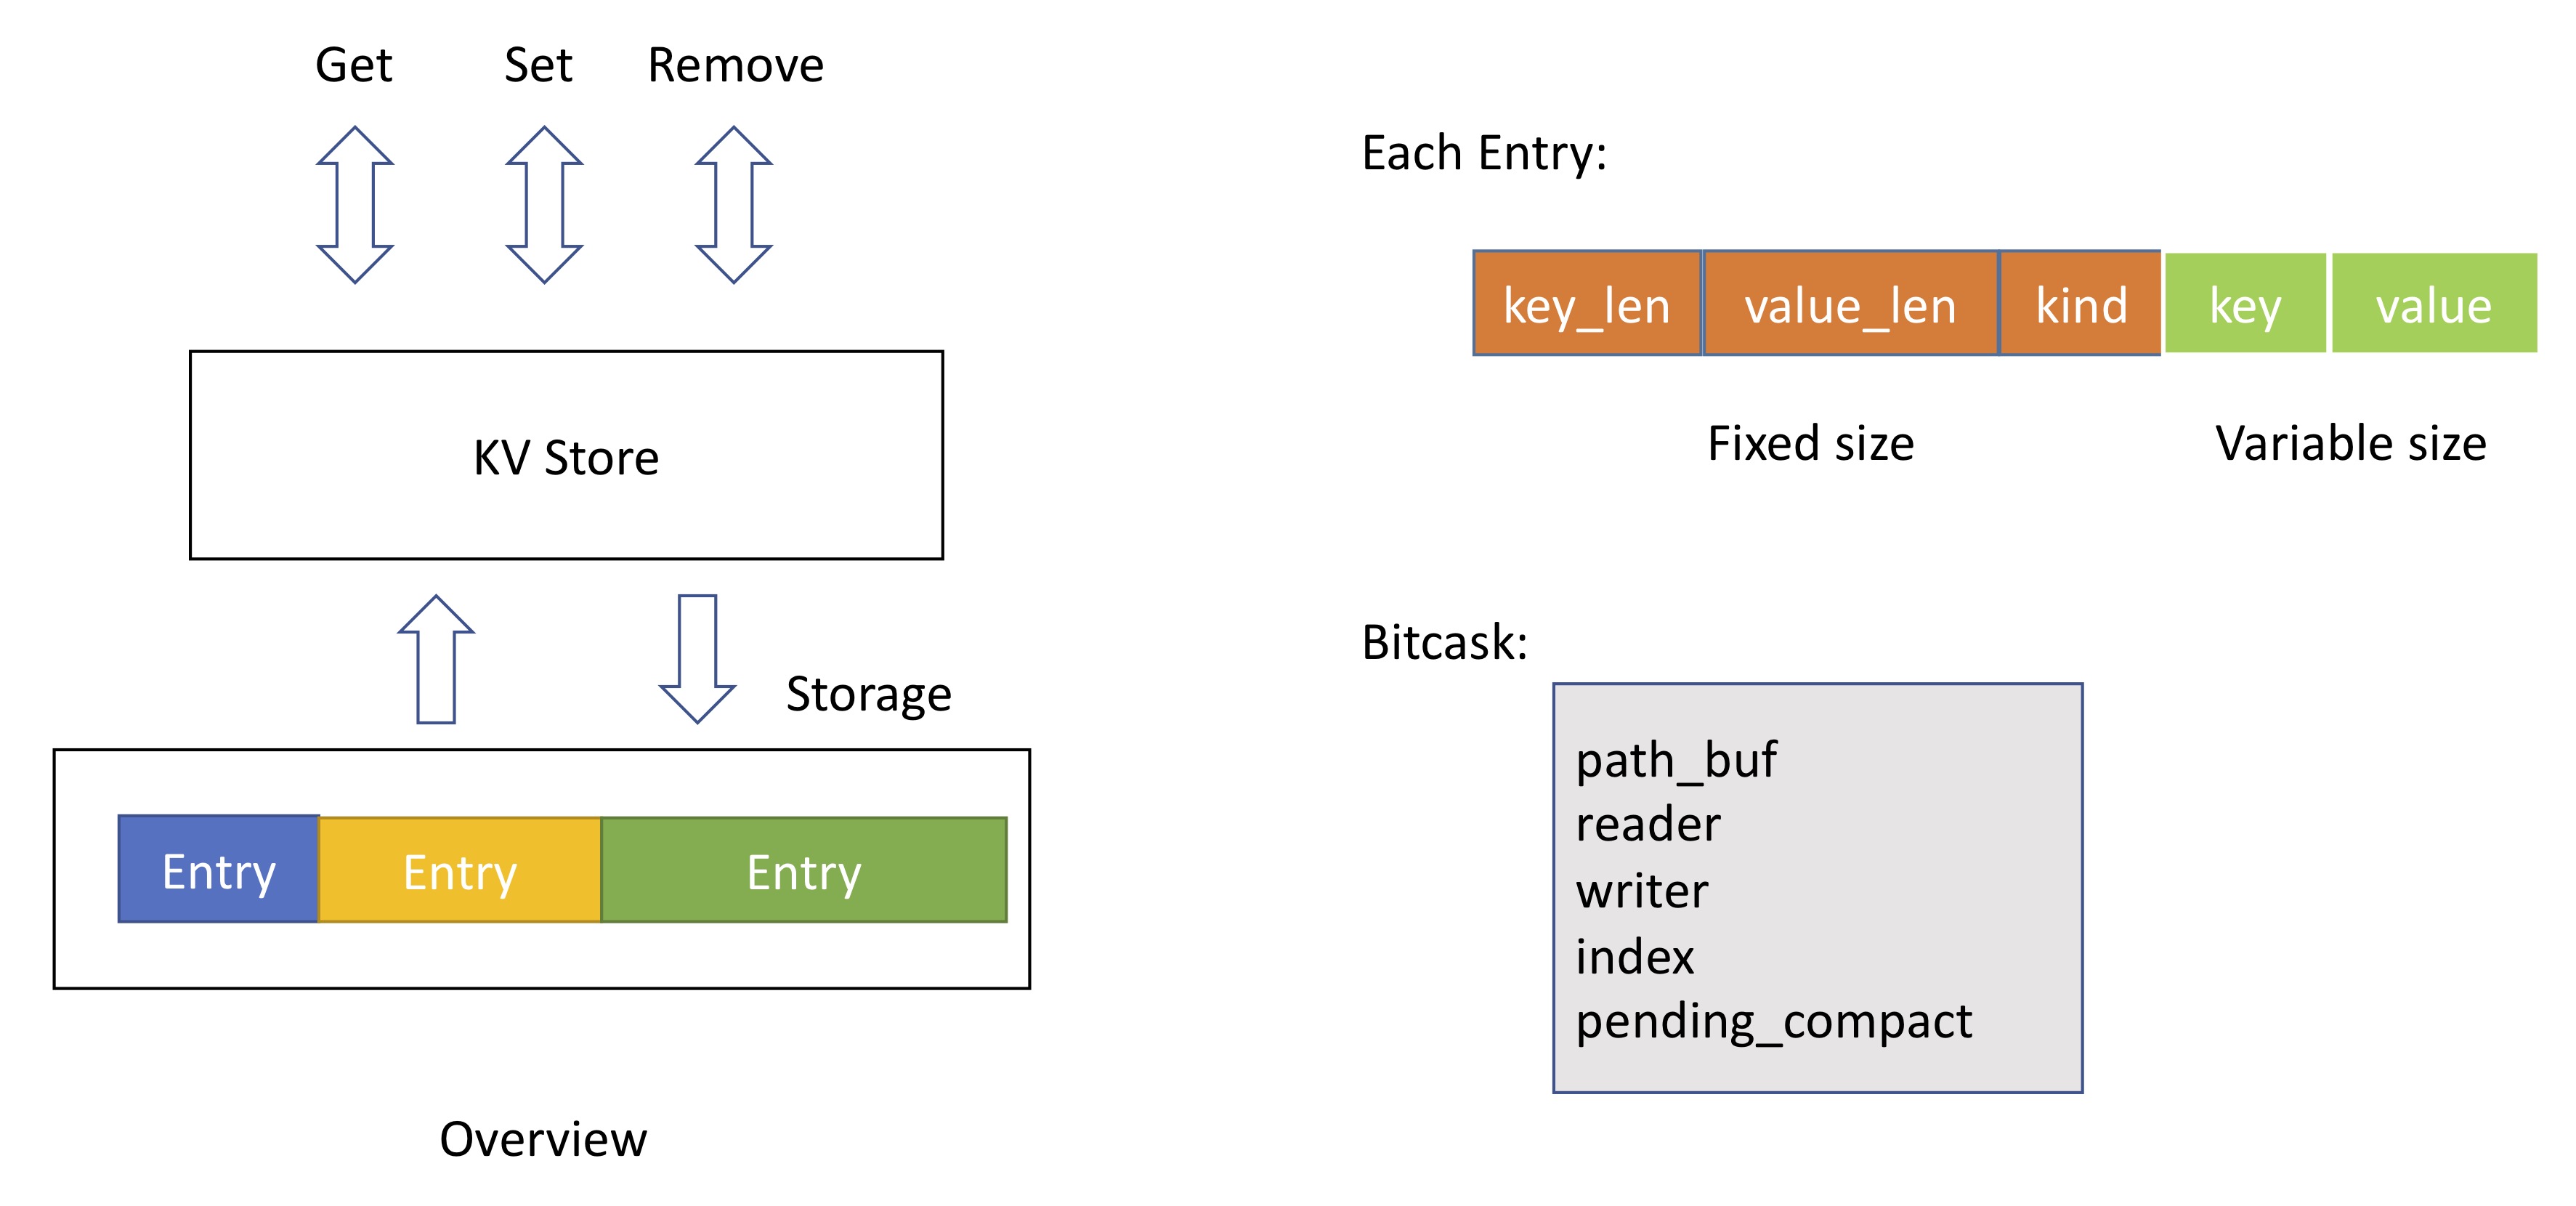 Get Set Remove
KV Store
Storage
Entry Entry Entry
Overview
Each Entry:
key_len value_len kind key value
Fixed size Variable size
Bitcask:
path_buf
reader
writer
index
pending_compact